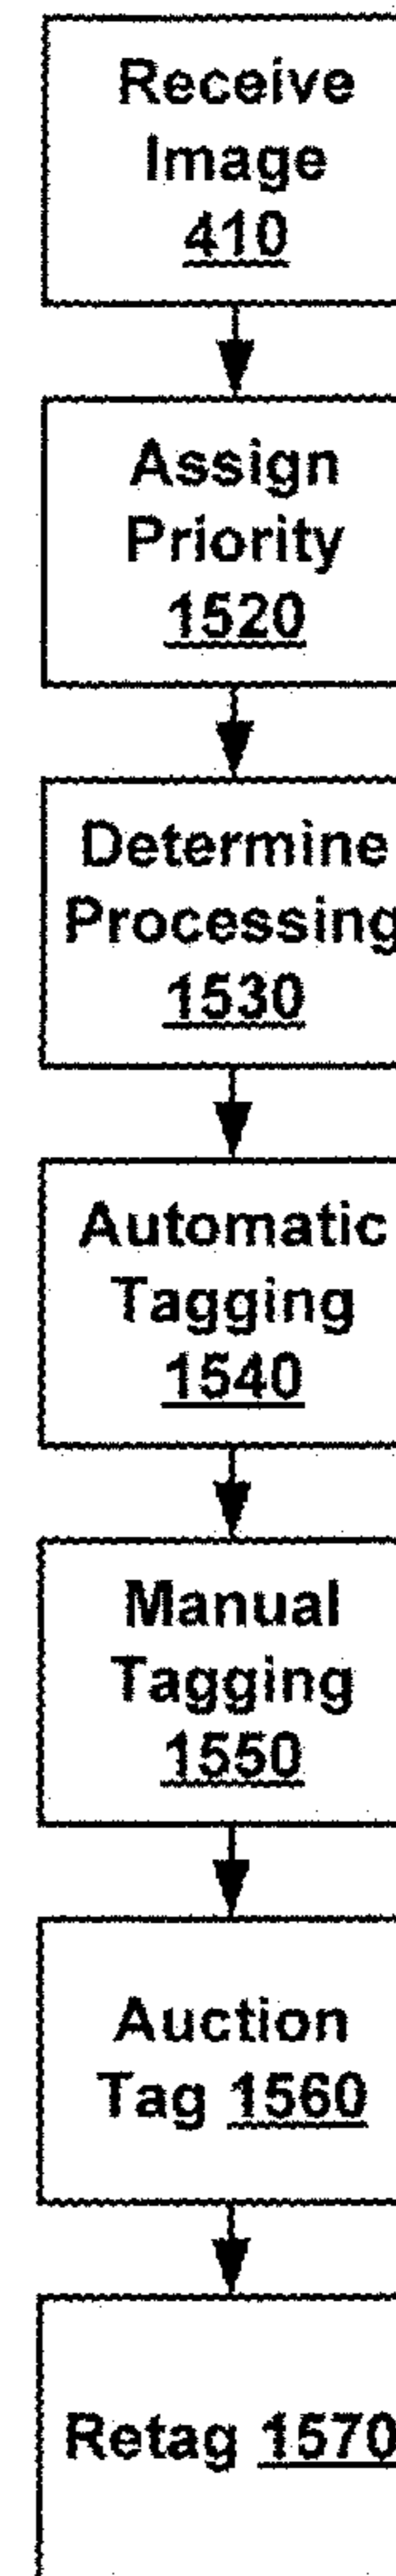 Receive
Image
410
Assign
Priority
1520
Determine
Processing
1530
Automatic
Tagging
1540
Manual
Tagging
1550
Auction
Tag 1560
Retag 1570